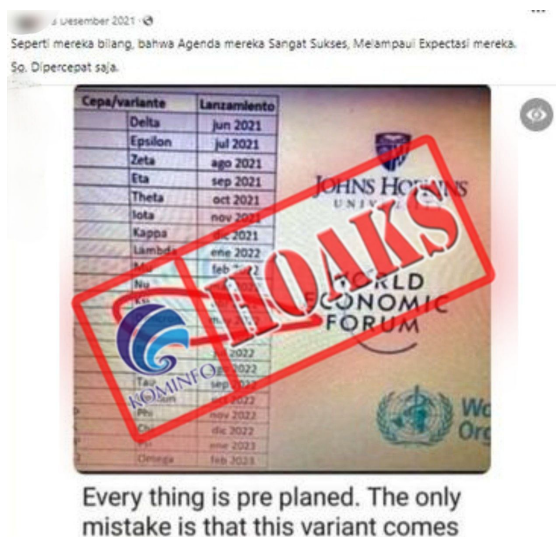 Desember 2021
Seperti mereka bilang, bahwa Agenda mereka Sangat Sukses, Melampaui Expectasi mereka.
So. Dipercepat saja.
Cepa/variante Lanzamiento
Delta jun 2021
Epsilon jul 2021
Zeta ago 2021
Eta sep 2021
Theta oct 2021
Iota nov 2021
Kappa dic 2021
Lambda ene 2022
feb 2022
Nu
2022
2022
Tau sep 2022
oct 2022
Phi nov 2022
Chi dic 2022
Psi ene 2023
Omega feb 2023
JOHNS HOPKINS
WORLD
ECONOMIC
FORUM
Wo
Org
HOAKS
KOMINFO
Every thing is pre planed. The only
mistake is that this variant comes